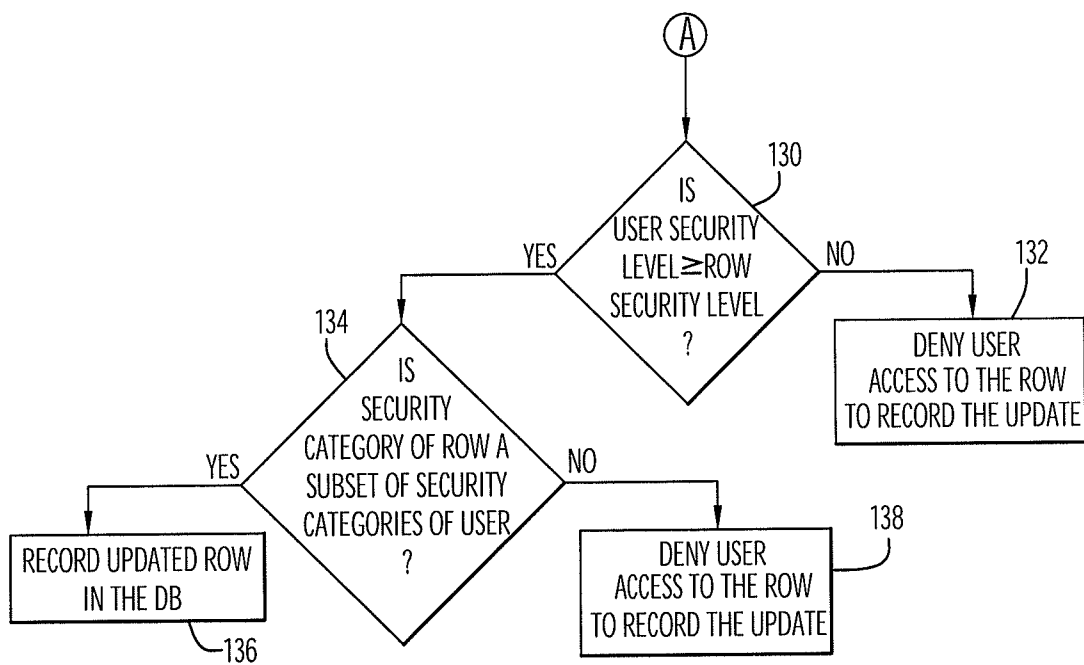 A
130
IS
USER SECURITY
LEVEL≧ROW
SECURITY LEVEL
?
YES
NO
132
DENY USER
ACCESS TO THE ROW
TO RECORD THE UPDATE
134
IS
SECURITY
CATEGORY OF ROW A
SUBSET OF SECURITY
CATEGORIES OF USER
?
YES
NO
RECORD UPDATED ROW
IN THE DB
136
138
DENY USER
ACCESS TO THE ROW
TO RECORD THE UPDATE